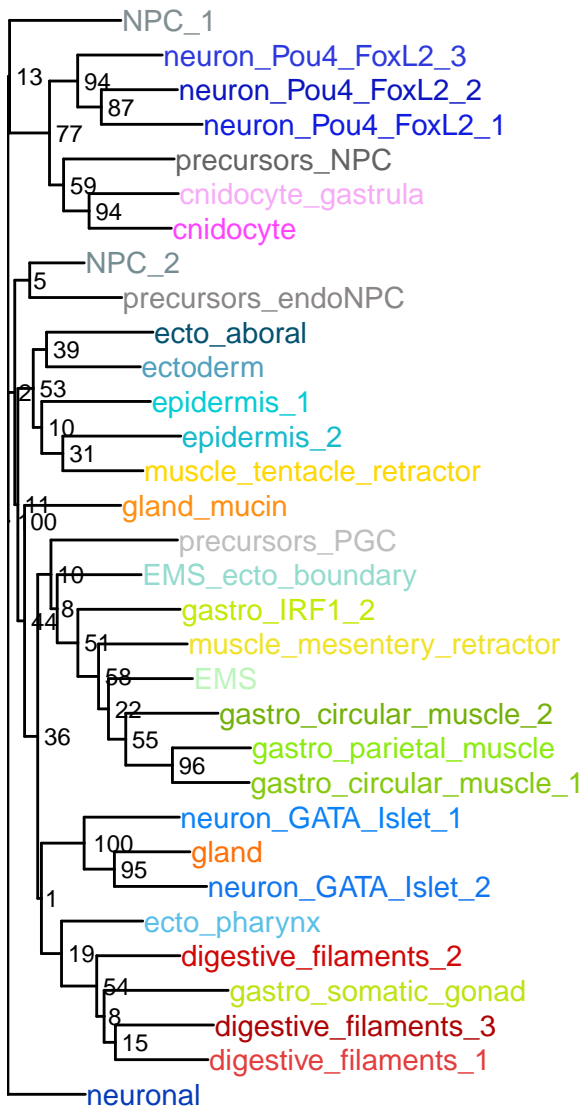 NPC_1
13
neuron_Pou4_FoxL2_3
94
neuron_Pou4_FoxL2_2
87
neuron_Pou4_FoxL2_1
77
precursors_NPC
59
cnidocyte_gastrula
94
cnidocyte
NPC_2
5
precursors_endoNPC
ecto_aboral
39
ectoderm
2
53
epidermis_1
10
epidermis_2
31
muscle_tentacle_retractor
11
gland_mucin
100
precursors_PGC
10
EMS_ecto_boundary
8
gastro_IRF1_2
44
51
muscle_mesentery_retractor
58
EMS
22
gastro_circular_muscle_2
36
55
gastro_parietal_muscle
96
gastro_circular_muscle_1
neuron_GATA_Islet_1
100
gland
95
neuron_GATA_Islet_2
1
ecto_pharynx
19
digestive_filaments_2
54
gastro_somatic_gonad
8
digestive_filaments_3
15
digestive_filaments_1
neuronal